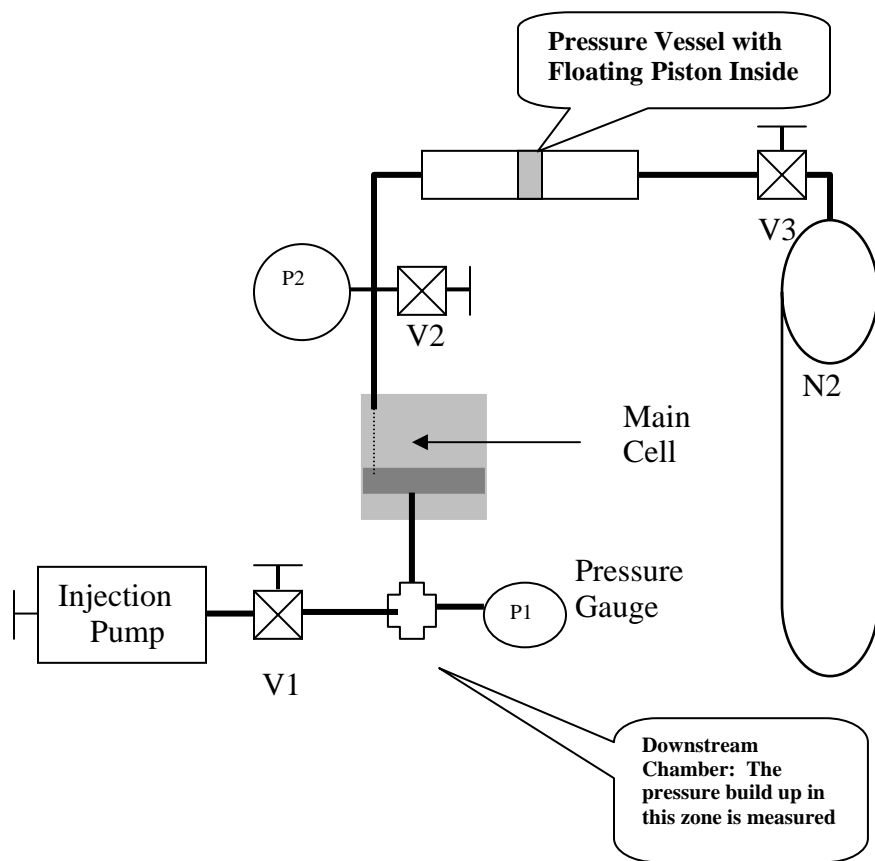 Pressure Vessel with
Floating Piston Inside
V3
P2
V2
N2
Main
Cell
Injection
Pump
V1
P1
Pressure
Gauge
Downstream
Chamber: The
pressure build up in
this zone is measured